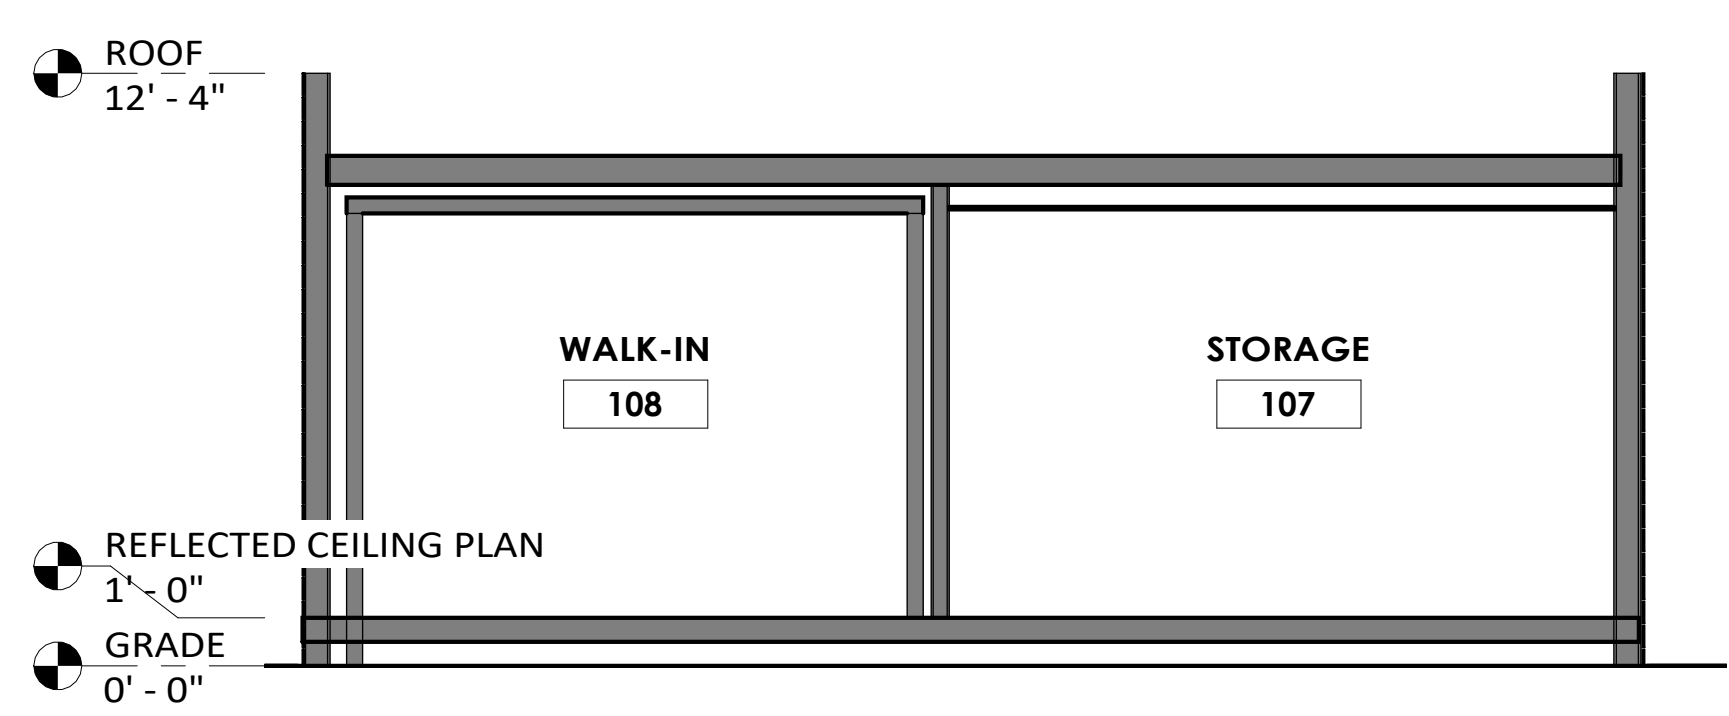 ROOF
12' - 4"
WALK-IN
108
STORAGE
107
REFLECTED CEILING PLAN
1' - 0"
GRADE
0' - 0"